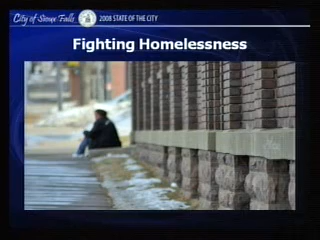 City of Sioux Falls 2008 STATE OF THE CITY
Fighting Homelessness